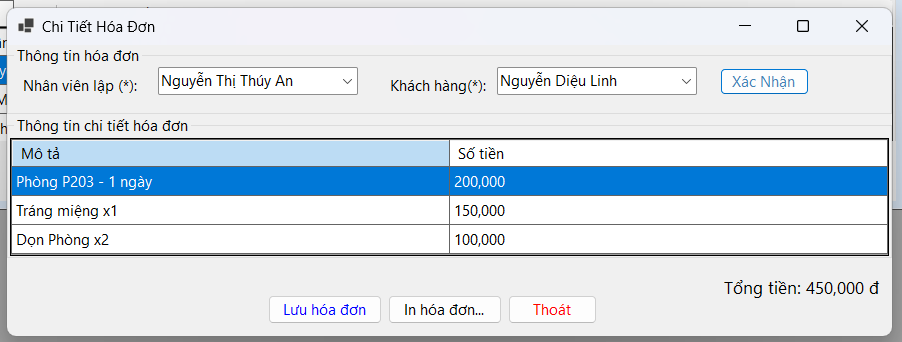 Chi Tiết Hóa Đơn
Thông tin hóa đơn
Nhân viên lập (*): Nguyễn Thị Thúy An Khách hàng(*): Nguyễn Diệu Linh Xác Nhận
Thông tin chi tiết hóa đơn
Mô tả Số tiền
Phòng P203 - 1 ngày 200,000
Tráng miệng x1 150,000
Dọn Phòng x2 100,000
Tổng tiền: 450,000 đ
Lưu hóa đơn In hóa đơn... Thoát